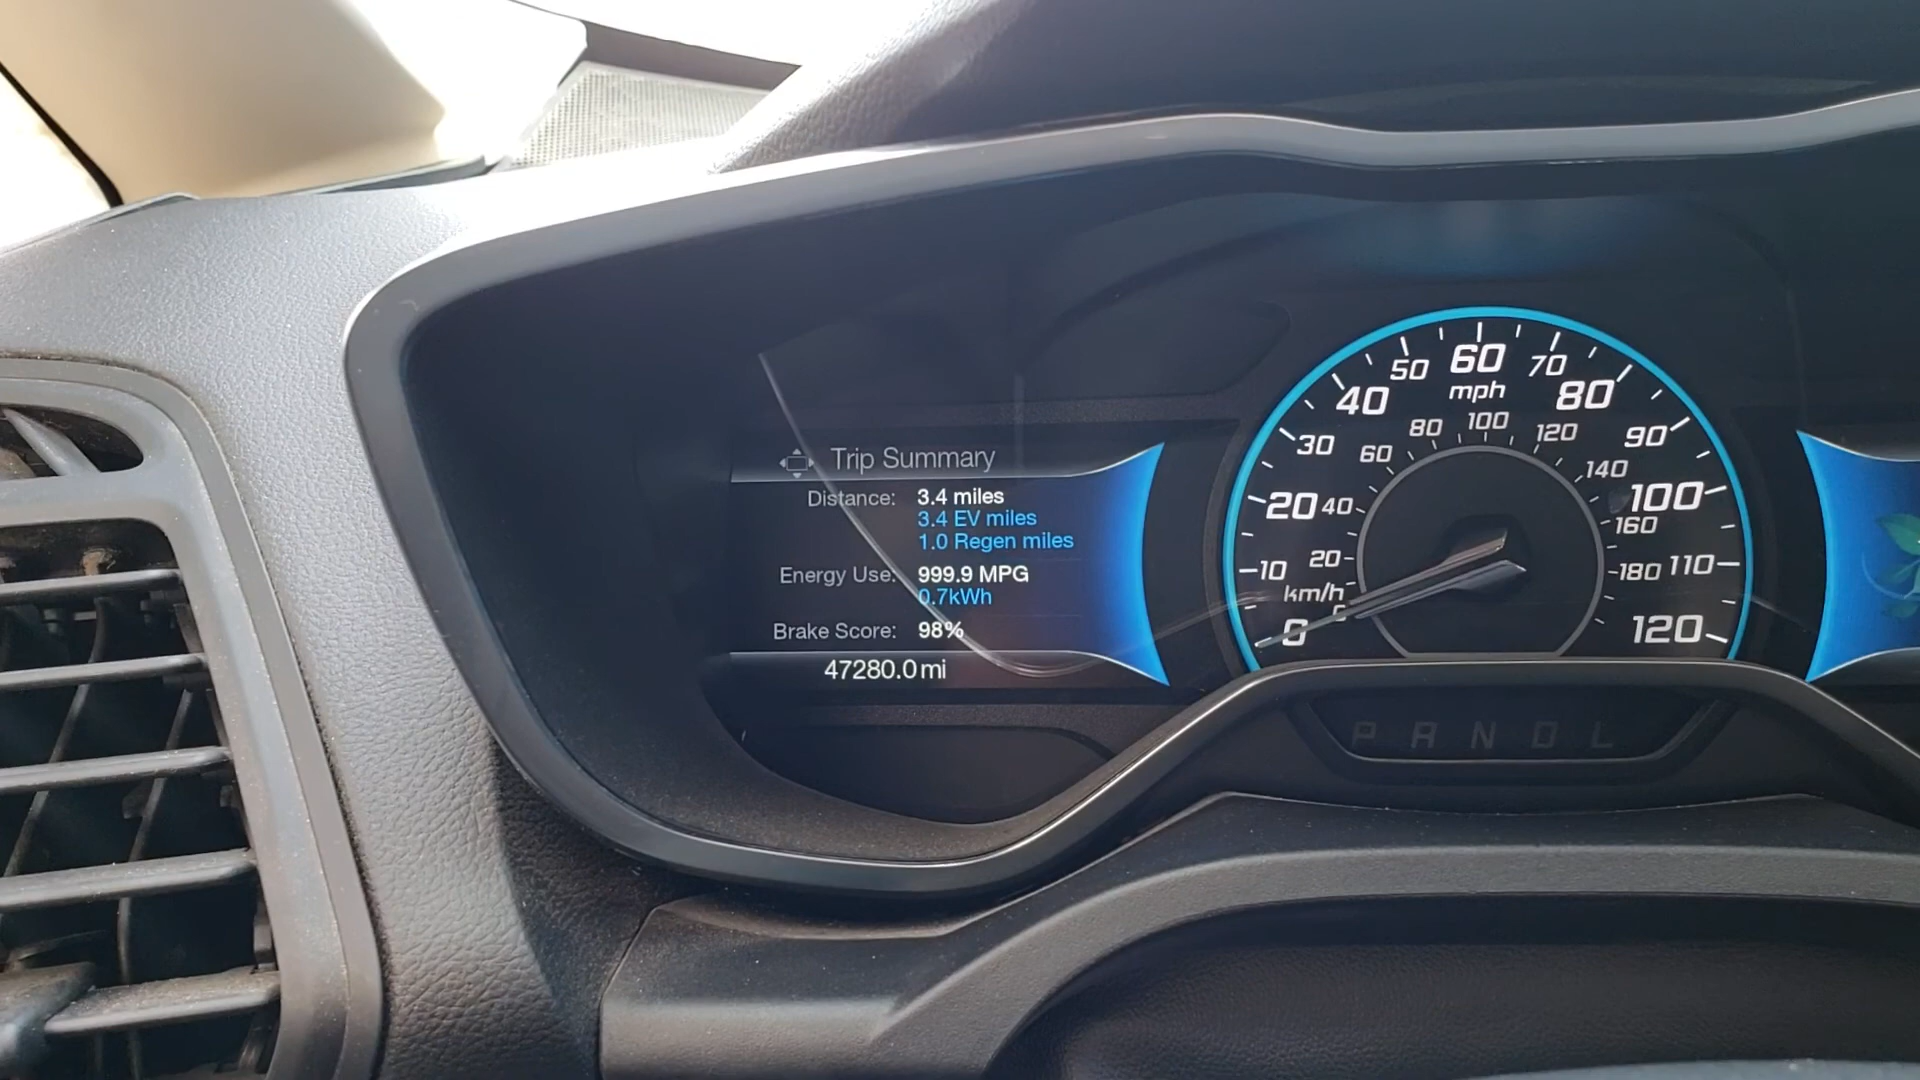 Trip Summary
Distance: 3.4 miles
3.4 EV miles
1.0 Regen miles
Energy Use: 999.9 MPG
0.7kWh
Brake Score: 98%
47280.0 mi
0 10 20 30 40 50 60 70 80 90 100 110 120
mph
20 40 60 80 100 120 140 160 180
km/h
P R N D L